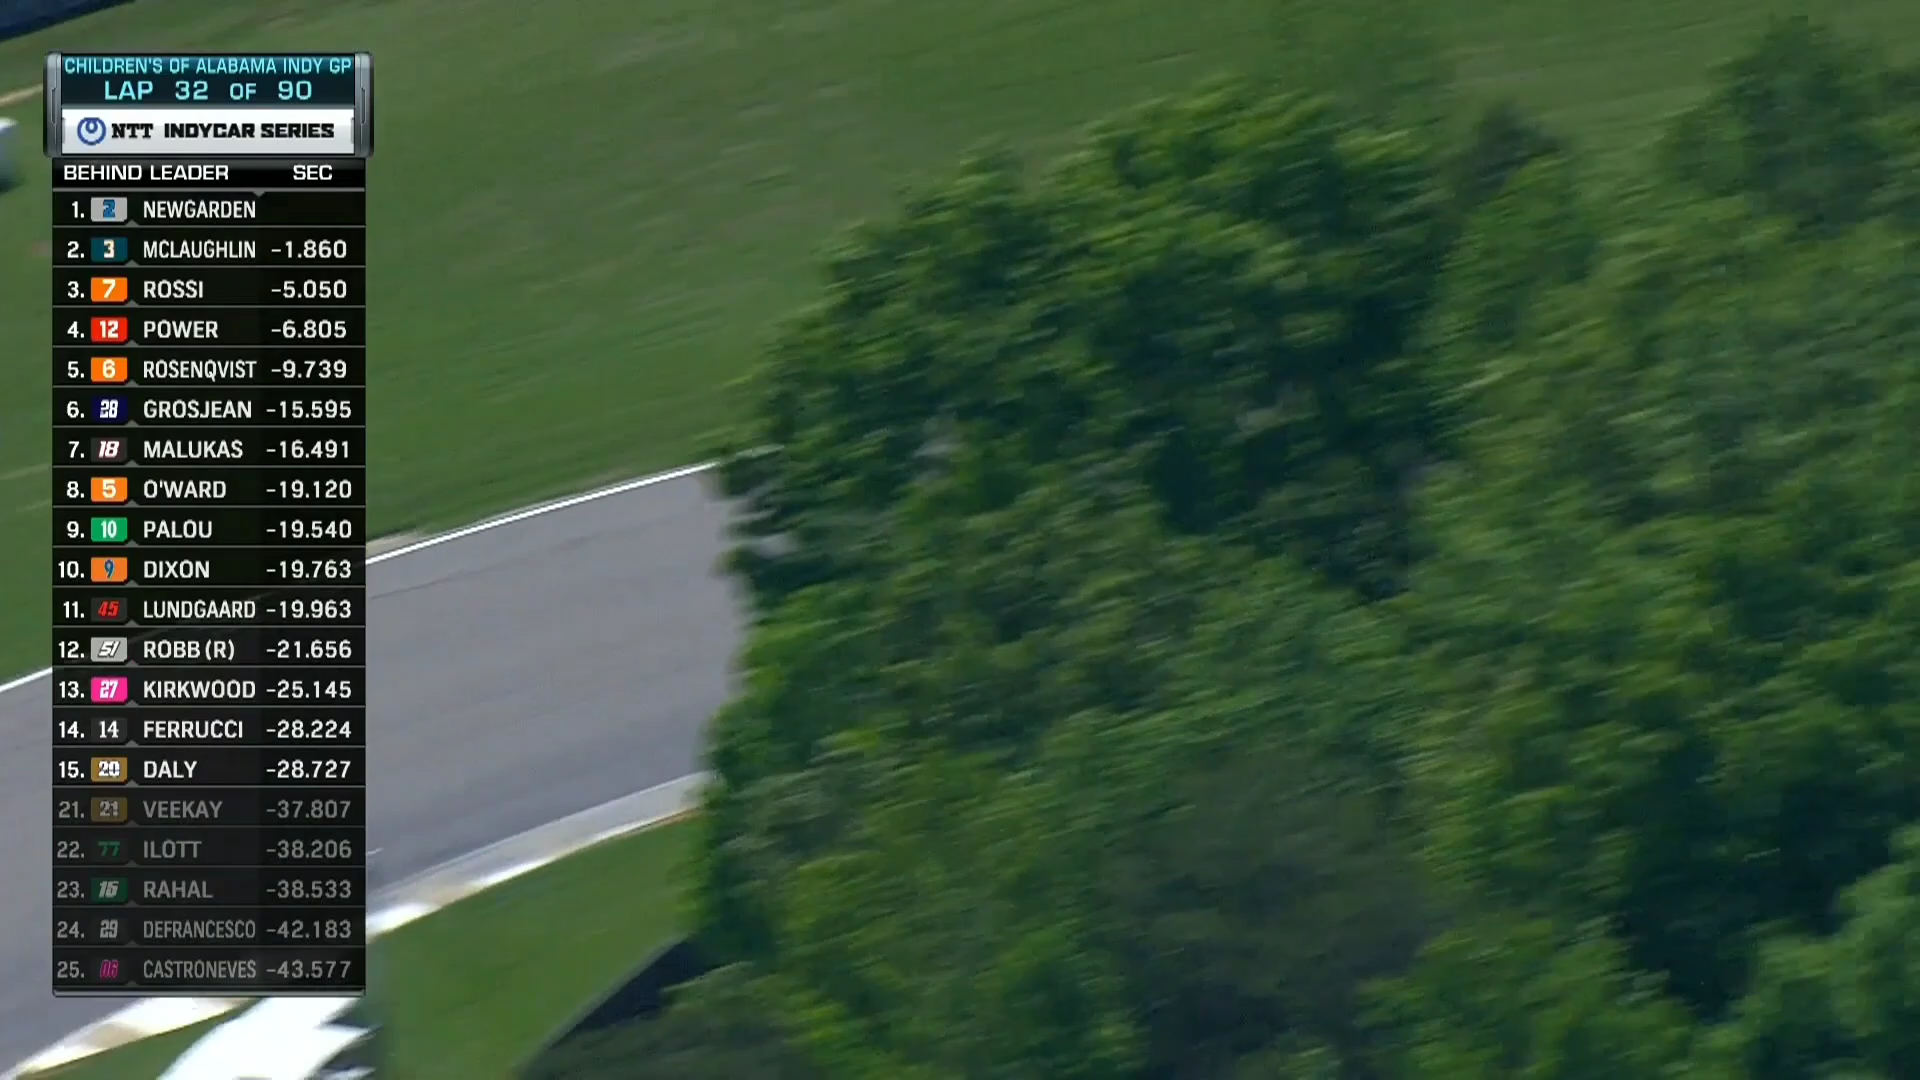 CHILDREN'S OF ALABAMA INDY GP
LAP 32 OF 90
NTT INDYCAR SERIES
BEHIND LEADER SEC
1. 2 NEWGARDEN
2. 3 MCLAUGHLIN -1.860
3. 7 ROSSI -5.050
4. 12 POWER -6.805
5. 6 ROSENQVIST -9.739
6. 28 GROSJEAN -15.595
7. 18 MALUKAS -16.491
8. 5 O'WARD -19.120
9. 10 PALOU -19.540
10. 9 DIXON -19.763
11. 45 LUNDGAARD -19.963
12. 51 ROBB (R) -21.656
13. 27 KIRKWOOD -25.145
14. 14 FERRUCCI -28.224
15. 20 DALY -28.727
21. 21 VEEKAY -37.807
22. 77 ILOTT -38.206
23. 15 RAHAL -38.533
24. 29 DEFRANCESCO -42.183
25. 06 CASTRONEVES -43.577